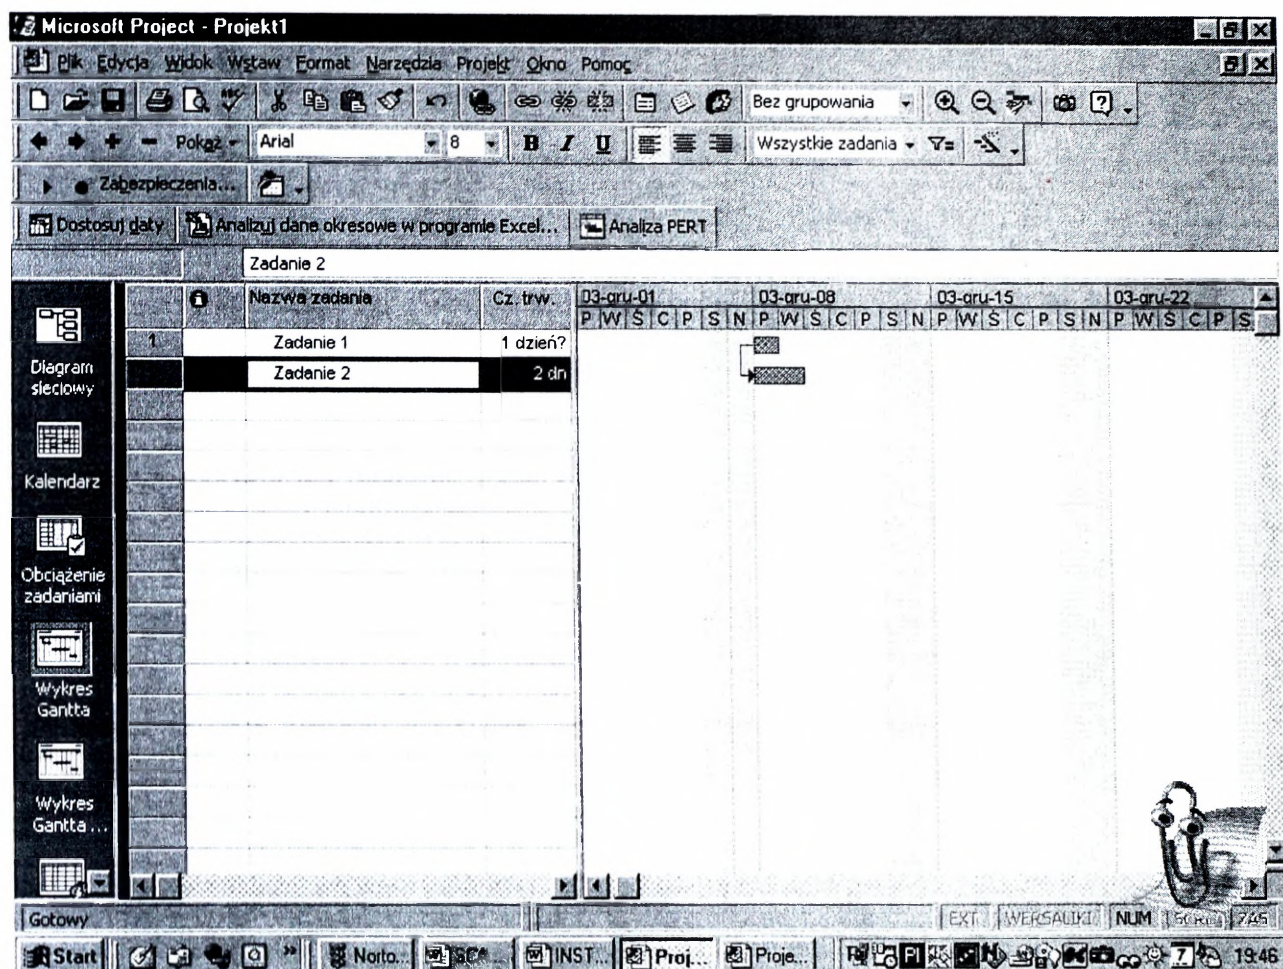 Microsoft Project - Projekt1
Plik Edycja Widok Wstaw Format Narzędzia Projekt Okno Pomoc
Bez grupowania
Pokaż Arial 8 B I U Wszystkie zadania
Zabezpieczenia...
Dostosuj daty Analizuj dane okresowe w programie Excel... Analiza PERT
Zadanie 2
Nazwa zadania Cz. trw. 03-gru-01 03-gru-08 03-gru-15 03-gru-22
P W Ś C P S N P W Ś C P S N P W Ś C P S N P W Ś C P S
1 Zadanie 1 1 dzień?
Zadanie 2 2 dn
Diagram
sieciowy
Kalendarz
Obciążenie
zadaniami
Wykres
Gantta
Wykres
Gantta ...
Gotowy EXT WERSALIKI NUM ZAS
Start Norto... INST... Proj... Proje... 19:46